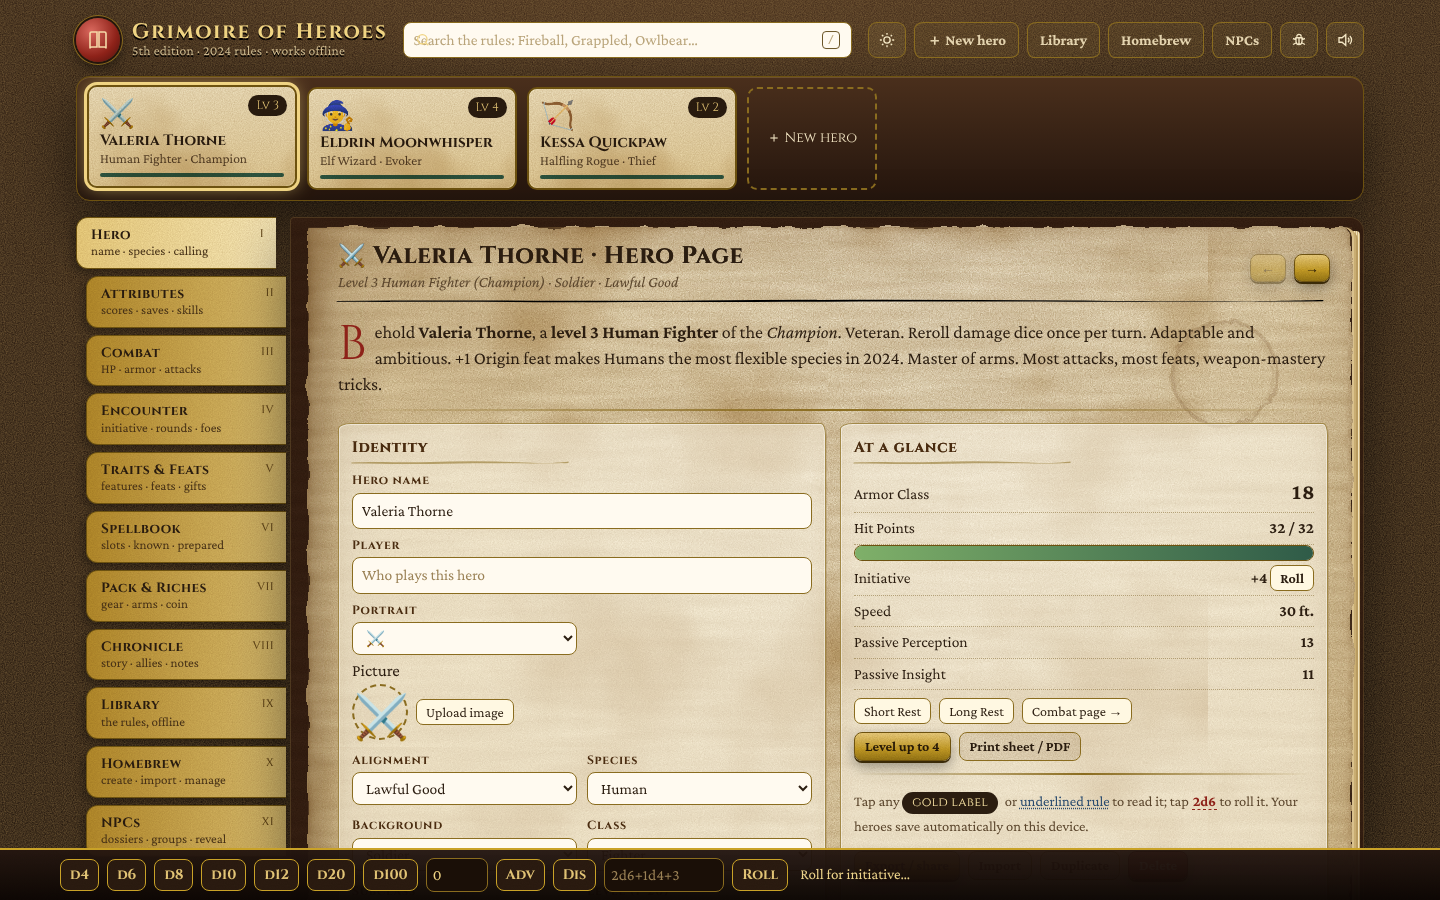 Grimoire of Heroes
5th edition · 2024 rules · works offline
Search the rules: Fireball, Grappled, Owlbear...
/
+ New hero
Library
Homebrew
NPCs
Lv 3
Valeria Thorne
Human Fighter · Champion
Lv 4
Eldrin Moonwhisper
Elf Wizard · Evoker
Lv 2
Kessa Quickpaw
Halfling Rogue · Thief
+ New hero
Hero I
name · species · calling
Attributes II
scores · saves · skills
Combat III
HP · armor · attacks
Encounter IV
initiative · rounds · foes
Traits & Feats V
features · feats · gifts
Spellbook VI
slots · known · prepared
Pack & Riches VII
gear · arms · coin
Chronicle VIII
story · allies · notes
Library IX
the rules, offline
Homebrew X
create · import · manage
NPCs XI
dossiers · groups · reveal
Valeria Thorne · Hero Page
Level 3 Human Fighter (Champion) · Soldier · Lawful Good
← →
Behold Valeria Thorne, a level 3 Human Fighter of the Champion. Veteran. Reroll damage dice once per turn. Adaptable and
ambitious. +1 Origin feat makes Humans the most flexible species in 2024. Master of arms. Most attacks, most feats, weapon-mastery
tricks.
Identity
Hero name
Valeria Thorne
Player
Who plays this hero
Portrait
Picture
Upload image
Alignment Species
Lawful Good Human
Background Class
At a glance
Armor Class 18
Hit Points 32 / 32
Initiative +4 Roll
Speed 30 ft.
Passive Perception 13
Passive Insight 11
Short Rest Long Rest Combat page →
Level up to 4 Print sheet / PDF
Tap any gold label or underlined rule to read it; tap 2d6 to roll it. Your
heroes save automatically on this device.
D4 D6 D8 D10 D12 D20 D100 0 Adv Dis 2d6+1d4+3 Roll Roll for initiative...